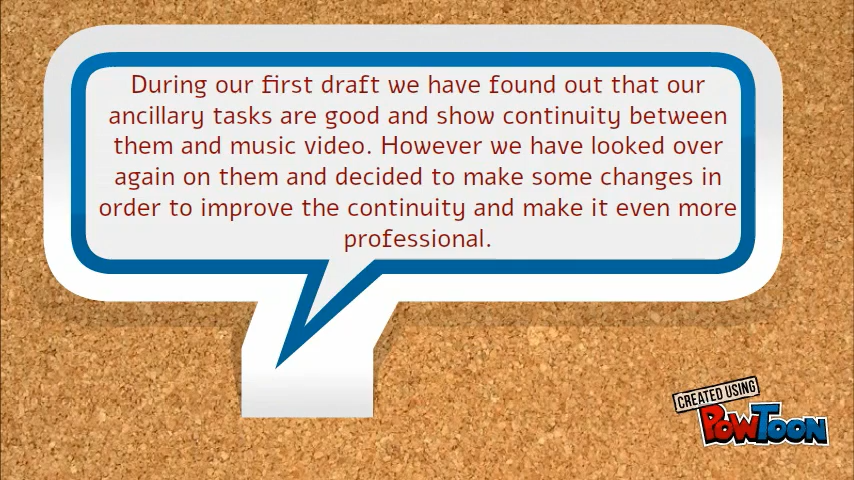 During our first draft we have found out that our
ancillary tasks are good and show continuity between
them and music video. However we have looked over
again on them and decided to make some changes in
order to improve the continuity and make it even more
professional.
CREATED USING
POWTOON